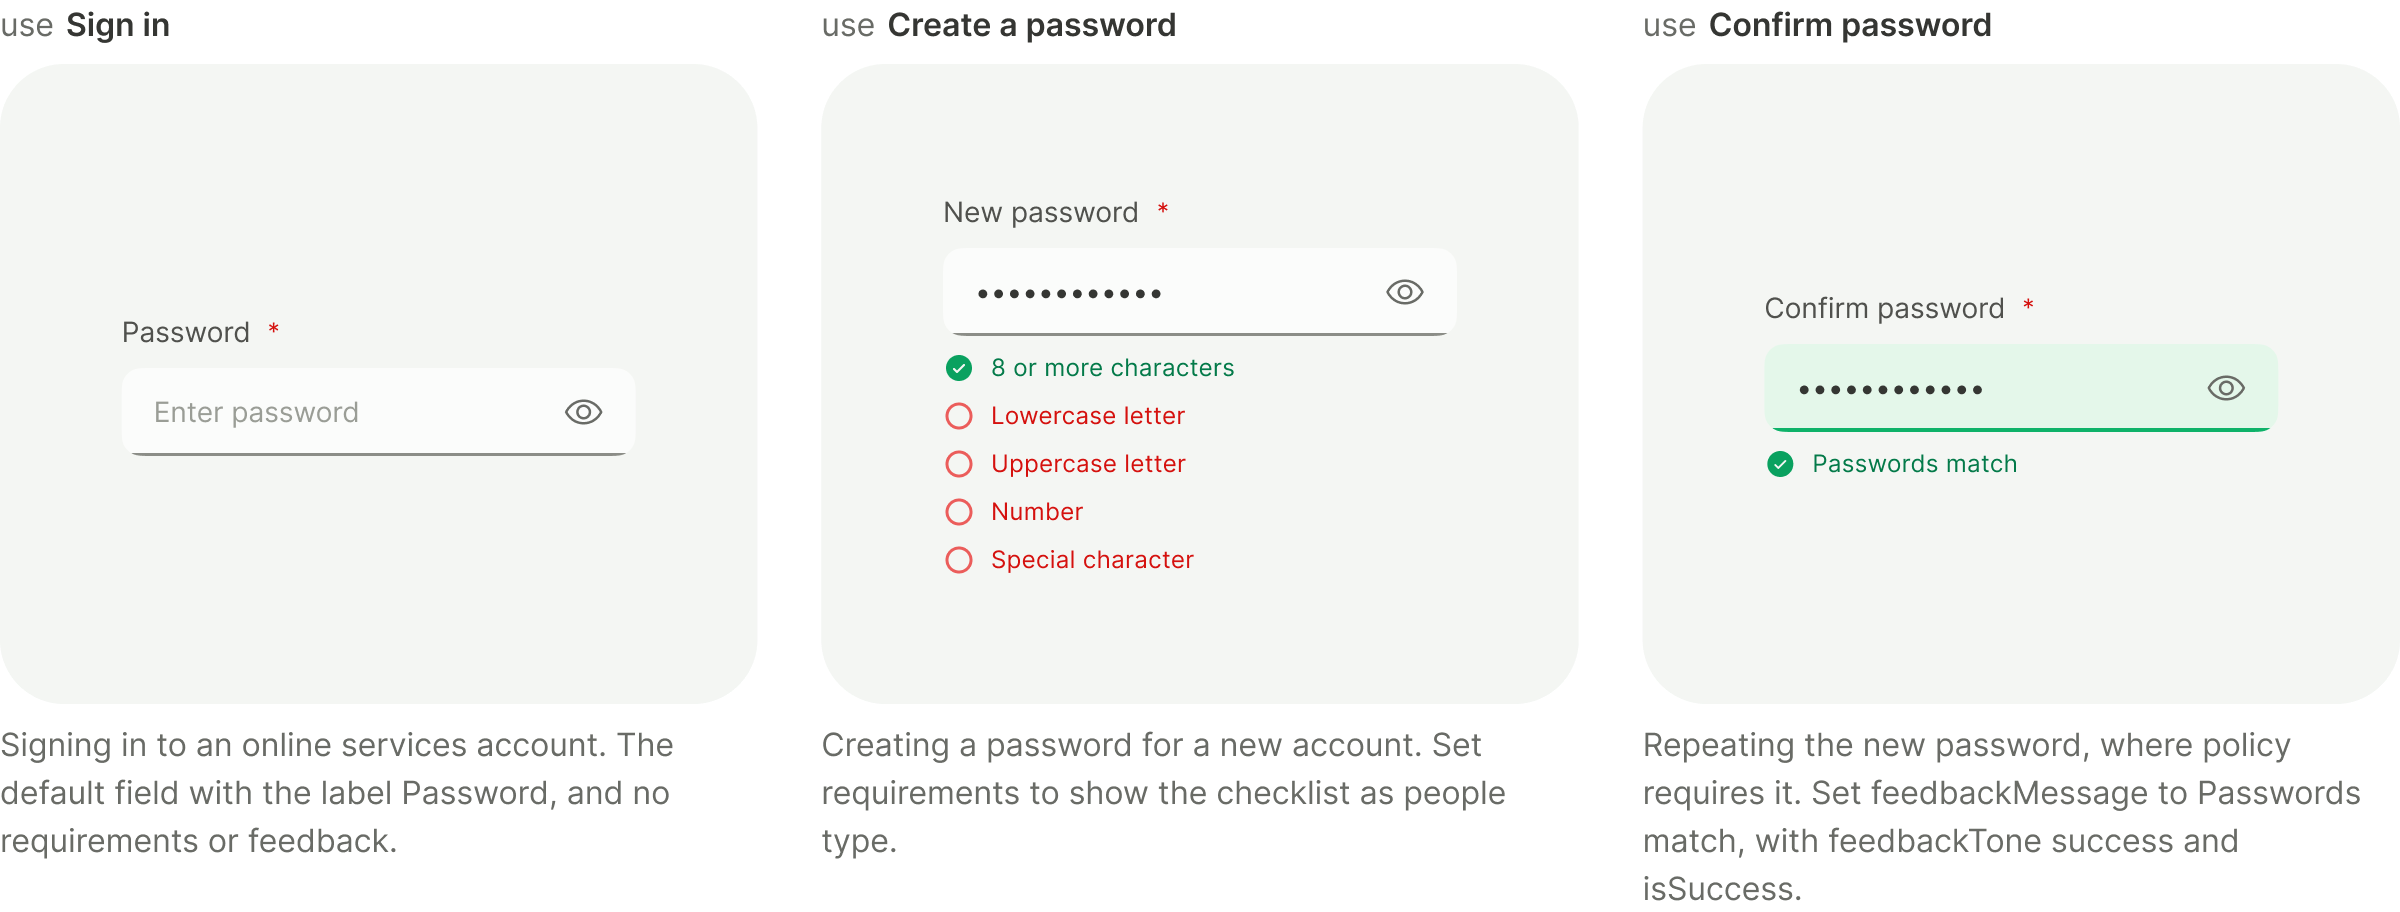 use Sign in
Password *
Enter password
Signing in to an online services account. The
default field with the label Password, and no
requirements or feedback.
use Create a password
New password *
••••••••••••
8 or more characters
Lowercase letter
Uppercase letter
Number
Special character
Creating a password for a new account. Set
requirements to show the checklist as people
type.
use Confirm password
Confirm password *
••••••••••••
Passwords match
Repeating the new password, where policy
requires it. Set feedbackMessage to Passwords
match, with feedbackTone success and
isSuccess.